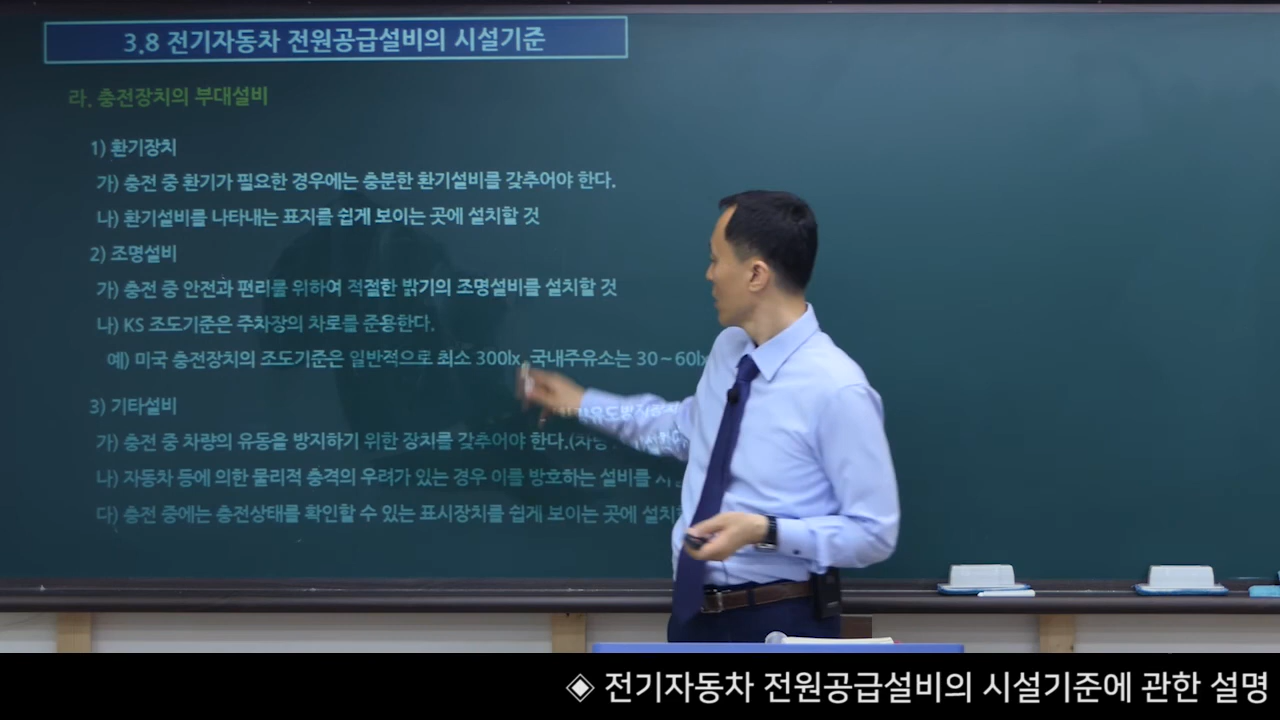 3.8 전기자동차 전원공급설비의 시설기준
라. 충전장치의 부대설비
1) 환기장치
가) 충전 중 환기가 필요한 경우에는 충분한 환기설비를 갖추어야 한다.
나) 환기설비를 나타내는 표지를 쉽게 보이는 곳에 설치할 것
2) 조명설비
가) 충전 중 안전과 편리를 위하여 적절한 밝기의 조명설비를 설치할 것
나) KS 조도기준은 주차장의 차로를 준용한다.
예) 미국 충전장치의 조도기준은 일반적으로 최소 300lx, 국내주유소는 30~60lx
3) 기타설비
가) 충전 중 차량의 유동을 방지하기 위한 장치를 갖추어야 한다.
나) 자동차 등에 의한 물리적 충격의 우려가 있는 경우 이를 방호하는 설비를
다) 충전 중에는 충전상태를 확인할 수 있는 표시장치를 쉽게 보이는 곳에 설치
◈ 전기자동차 전원공급설비의 시설기준에 관한 설명